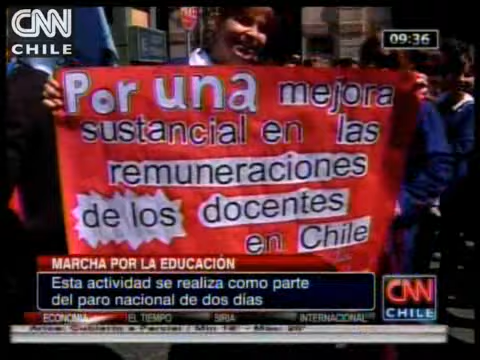 CNN
CHILE
09:36
Por una mejora
sustancial en las
remuneraciones
de los docentes
en Chile
MARCHA POR LA EDUCACIÓN
Esta actividad se realiza como parte
del paro nacional de dos días
CNN
CHILE
ECONOMÍA EL TIEMPO SIRIA INTERNACIONAL